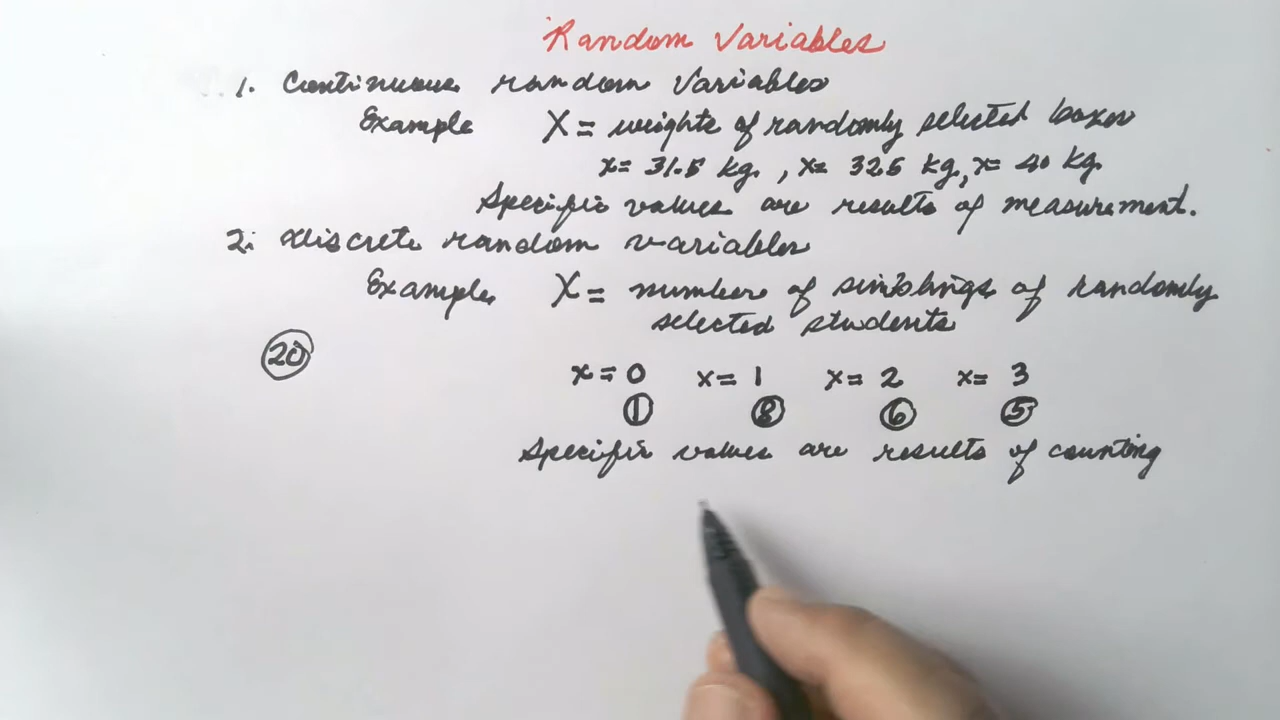 Random Variables
1. Continuous random Variables
Example X = weights of randomly selected boxes
x= 31.5 kg., x= 32.5 kg, x= 40 kg.
Specific values are results of measurement.
2. Discrete random variables
Example X = number of simblings of randomly
selected students
20
x=0 x=1 x=2 x=3
1 8 6 5
Specific values are results of counting